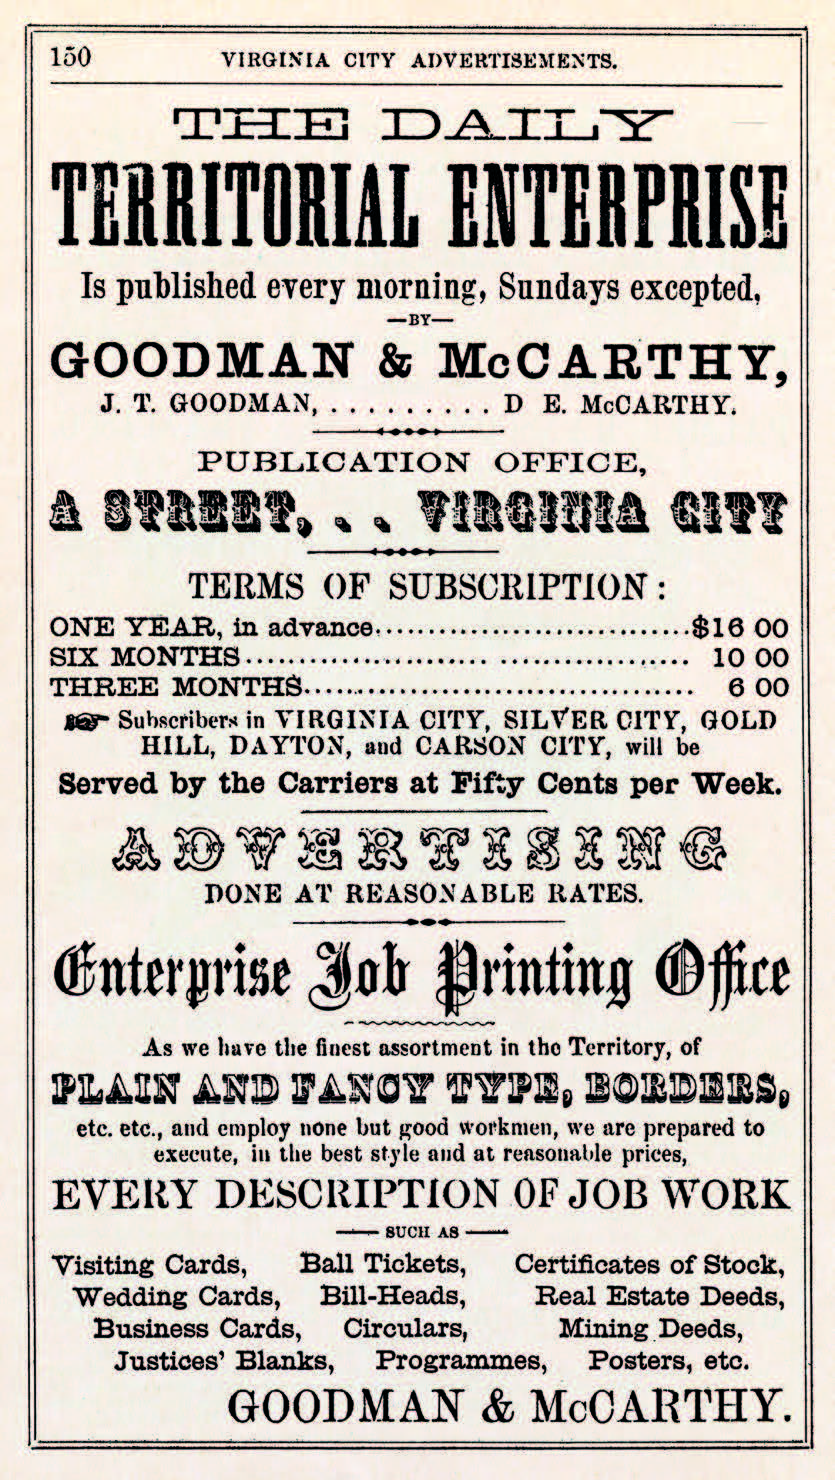 150 VIRGINIA CITY ADVERTISEMENTS.
THE DAILY
TERRITORIAL ENTERPRISE
Is published every morning, Sundays excepted,
—BY—
GOODMAN & McCARTHY,
J. T. GOODMAN, . . . . . . . . . . D E. McCARTHY.
PUBLICATION OFFICE,
A STREET, . . VIRGINIA CITY
TERMS OF SUBSCRIPTION:
ONE YEAR, in advance..............................$16 00
SIX MONTHS.......................................... 10 00
THREE MONTHS..................................... 6 00
☞ Subscribers in VIRGINIA CITY, SILVER CITY, GOLD
HILL, DAYTON, and CARSON CITY, will be
Served by the Carriers at Fifty Cents per Week.
ADVERTISING
DONE AT REASONABLE RATES.
Enterprise Job Printing Office
As we have the finest assortment in the Territory, of
PLAIN AND FANCY TYPE, BORDERS,
etc. etc., and employ none but good workmen, we are prepared to
execute, in the best style and at reasonable prices,
EVERY DESCRIPTION OF JOB WORK
—— SUCH AS ——
Visiting Cards, Ball Tickets, Certificates of Stock,
Wedding Cards, Bill-Heads, Real Estate Deeds,
Business Cards, Circulars, Mining Deeds,
Justices' Blanks, Programmes, Posters, etc.
GOODMAN & McCARTHY.